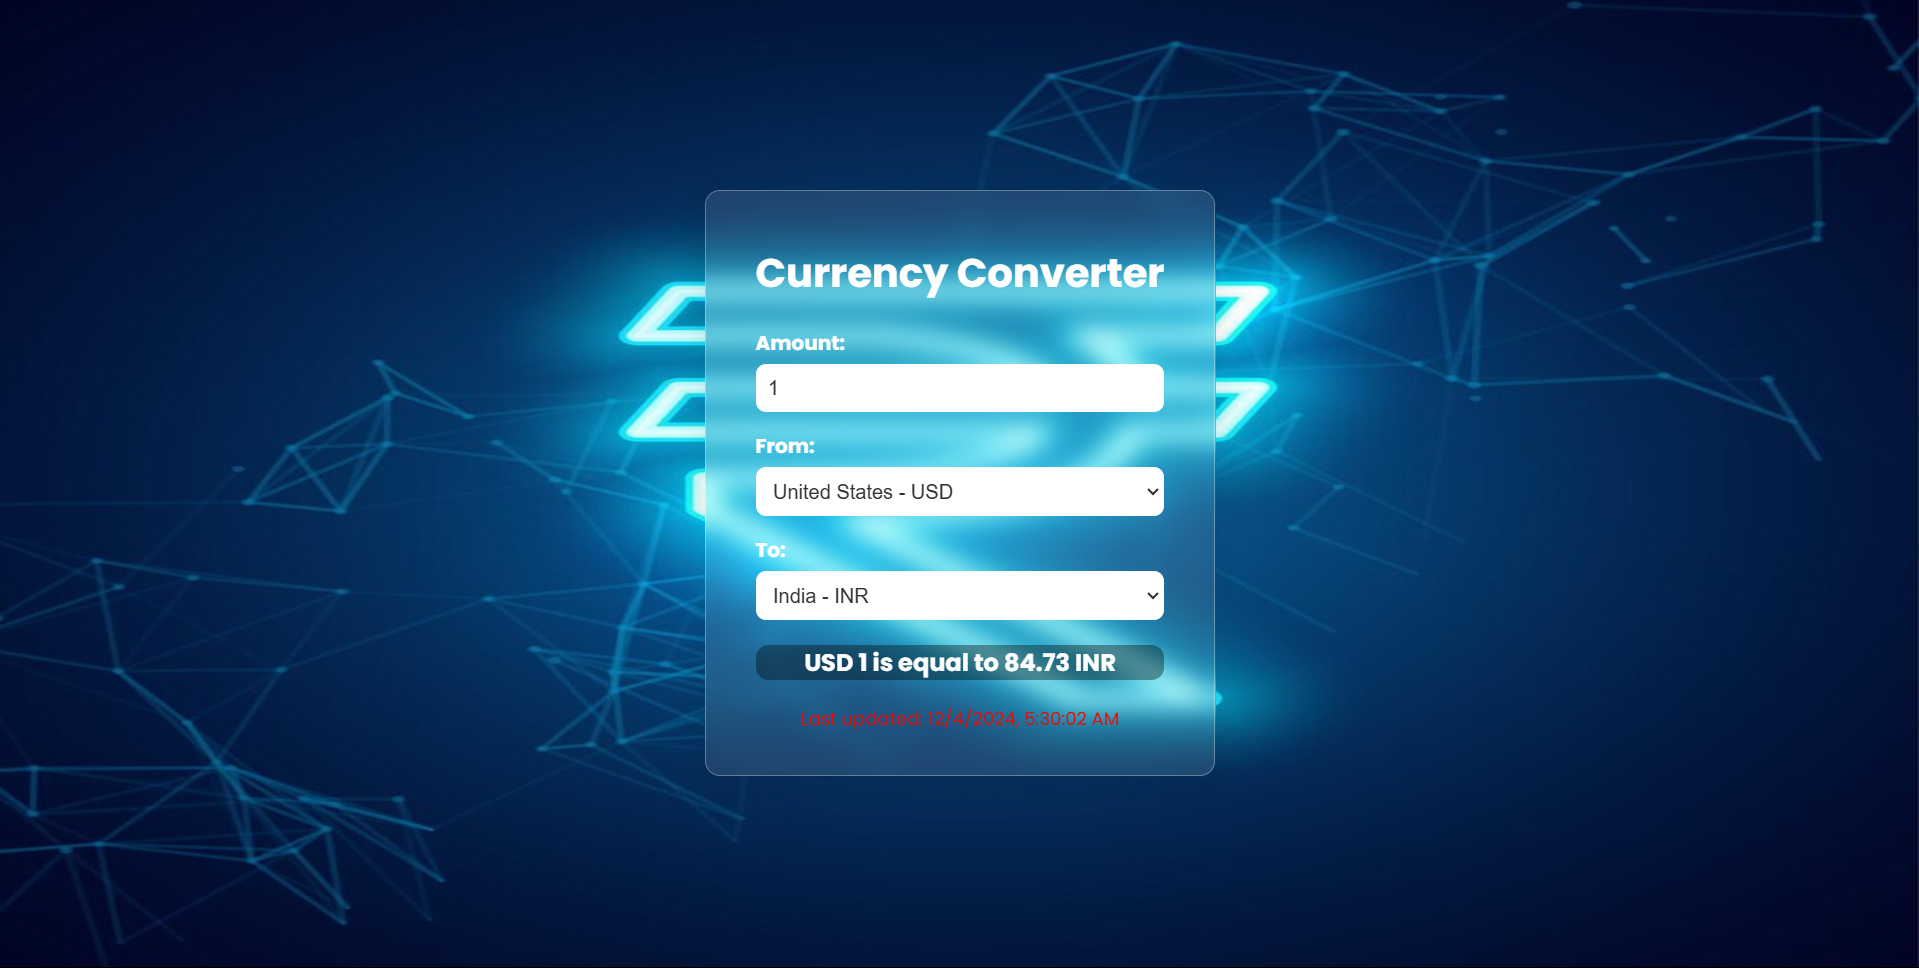 Currency Converter
Amount:
1
From:
United States - USD
To:
India - INR
USD 1 is equal to 84.73 INR
Last updated: 12/4/2024, 5:30:02 AM